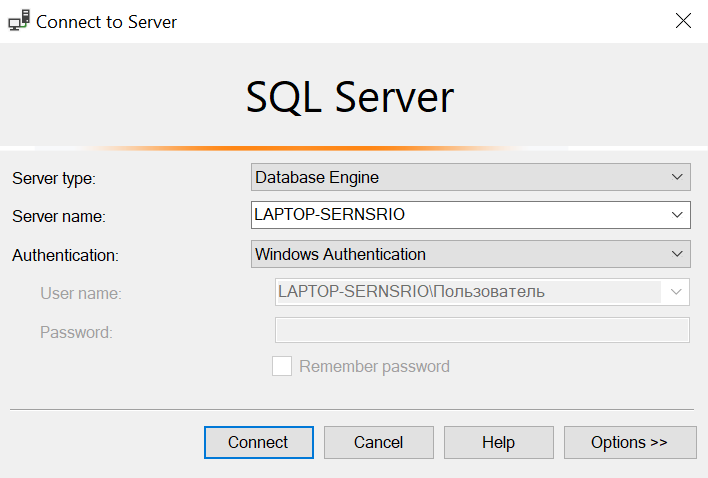 Connect to Server
SQL Server
Server type: Database Engine
Server name: LAPTOP-SERNSRIO
Authentication: Windows Authentication
User name: LAPTOP-SERNSRIO\Пользователь
Password:
Remember password
Connect Cancel Help Options >>